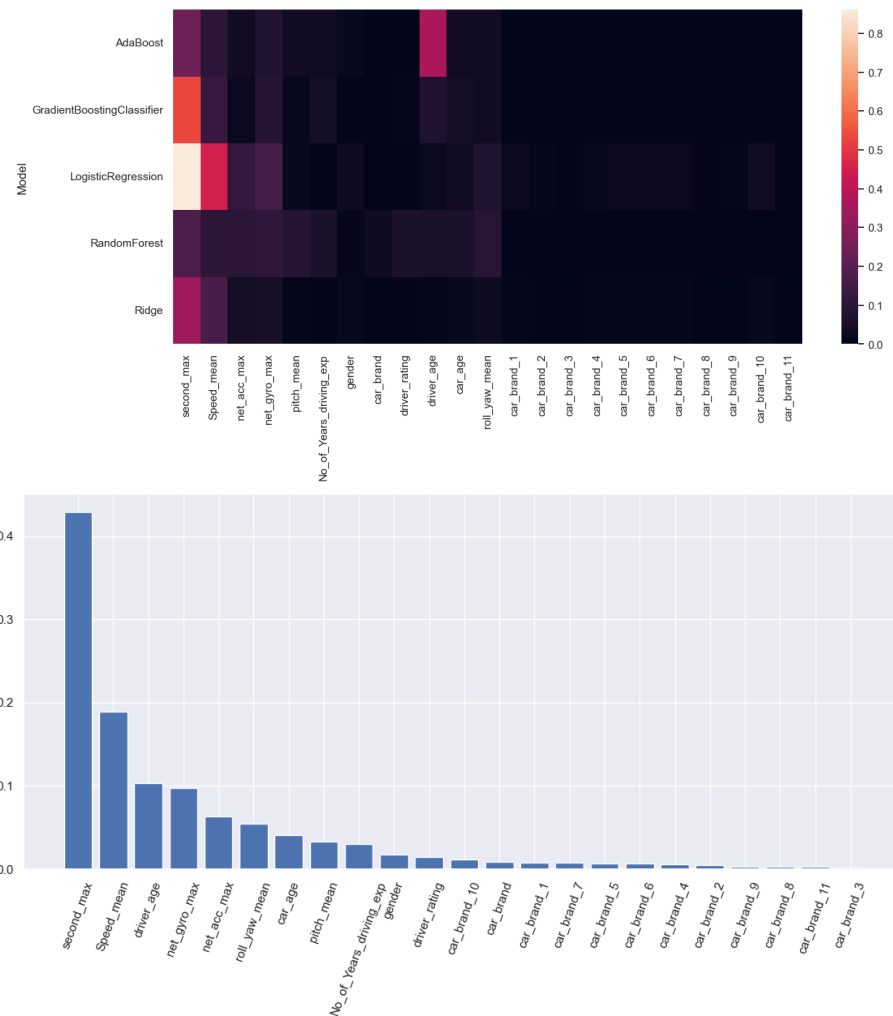 AdaBoost
GradientBoostingClassifier
LogisticRegression
RandomForest
Ridge
Model
0.8
0.7
0.6
0.5
0.4
0.3
0.2
0.1
0.0
second_max
Speed_mean
net_acc_max
net_gyro_max
pitch_mean
No_of_Years_driving_exp
gender
car_brand
driver_rating
driver_age
car_age
roll_yaw_mean
car_brand_1
car_brand_2
car_brand_3
car_brand_4
car_brand_5
car_brand_6
car_brand_7
car_brand_8
car_brand_9
car_brand_10
car_brand_11
0.4
0.3
0.2
0.1
0.0
second_max
Speed_mean
driver_age
net_gyro_max
net_acc_max
roll_yaw_mean
car_age
pitch_mean
No_of_Years_driving_exp
gender
driver_rating
car_brand_10
car_brand
car_brand_1
car_brand_7
car_brand_5
car_brand_6
car_brand_4
car_brand_2
car_brand_9
car_brand_8
car_brand_11
car_brand_3